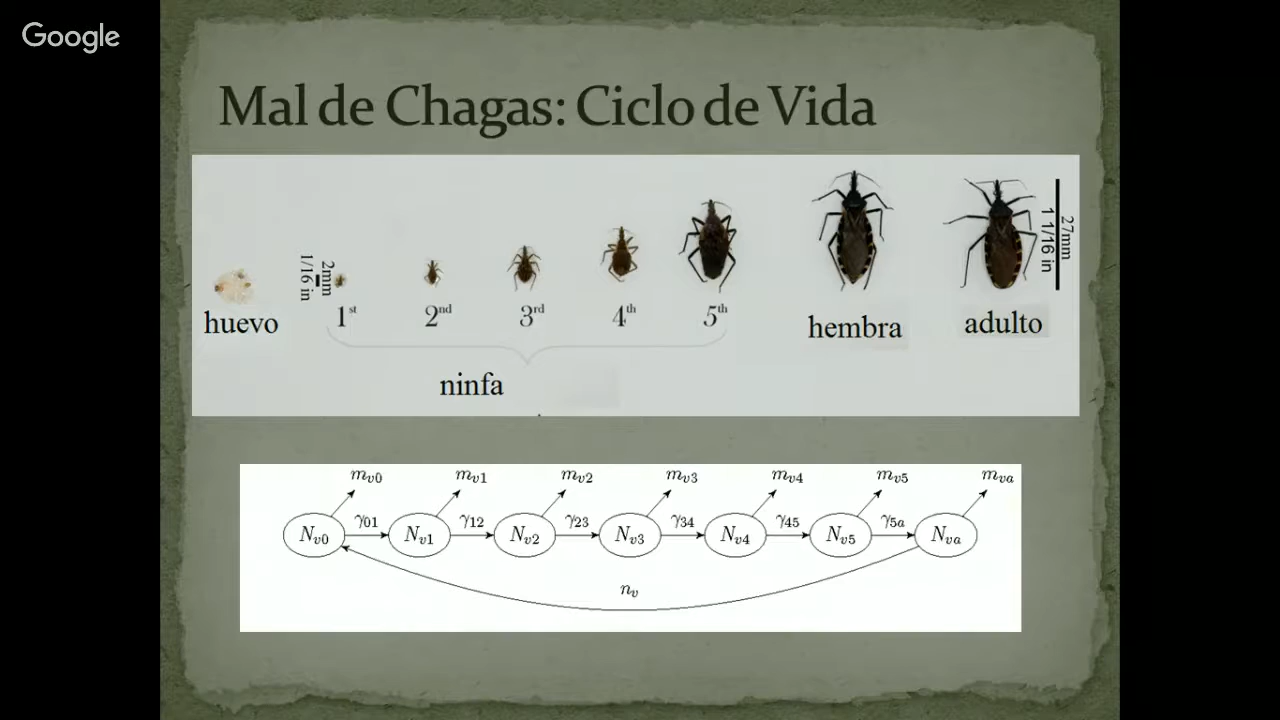 Google
Mal de Chagas: Ciclo de Vida
2mm
1/16 in
27mm
1 1/16 in
huevo 1st 2nd 3rd 4th 5th hembra adulto
ninfa
m_v0 m_v1 m_v2 m_v3 m_v4 m_v5 m_va
γ01 γ12 γ23 γ34 γ45 γ5a
N_v0 N_v1 N_v2 N_v3 N_v4 N_v5 N_va
n_v